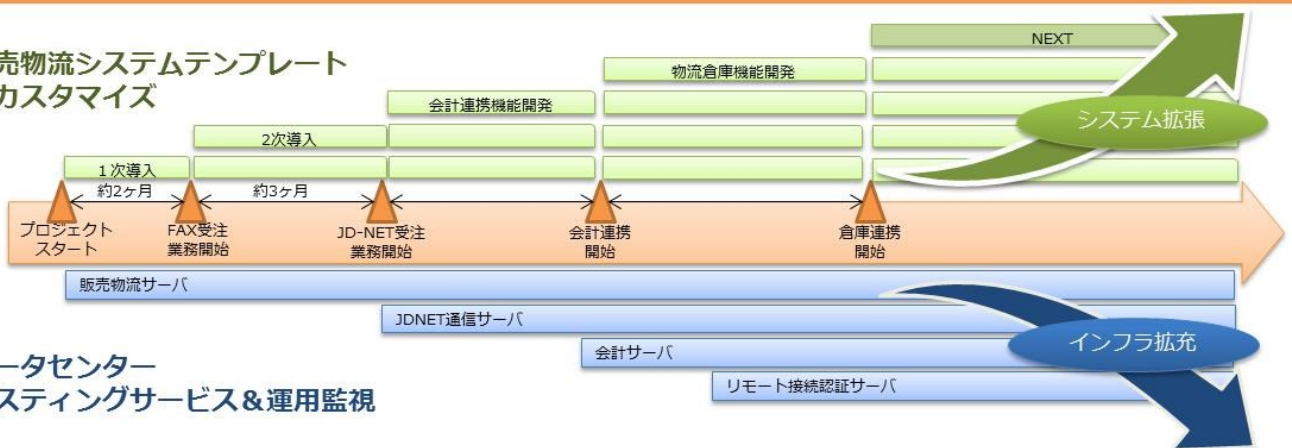 NEXT
売物流システムテンプレート
カスタマイズ
物流倉庫機能開発
会計連携機能開発
システム拡張
2次導入
1次導入
約2ヶ月
約3ヶ月
プロジェクト
スタート
FAX受注
業務開始
JD-NET受注
業務開始
会計連携
開始
倉庫連携
開始
販売物流サーバ
JDNET通信サーバ
会計サーバ
リモート接続認証サーバ
インフラ拡充
ータセンター
スティングサービス&運用監視